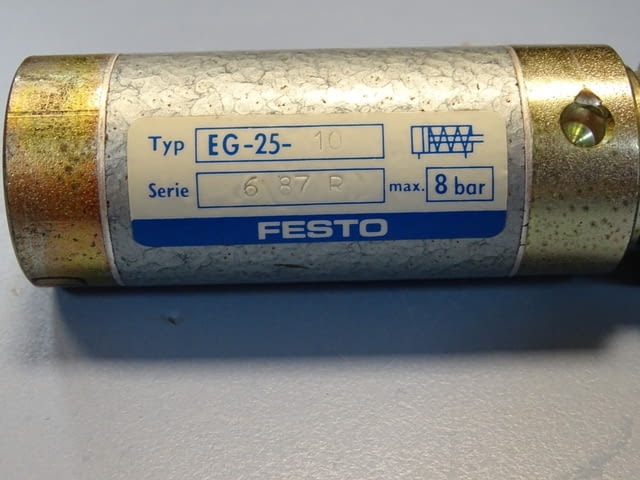 Typ EG-25- 10
Serie 6 87 R max. 8 bar
FESTO